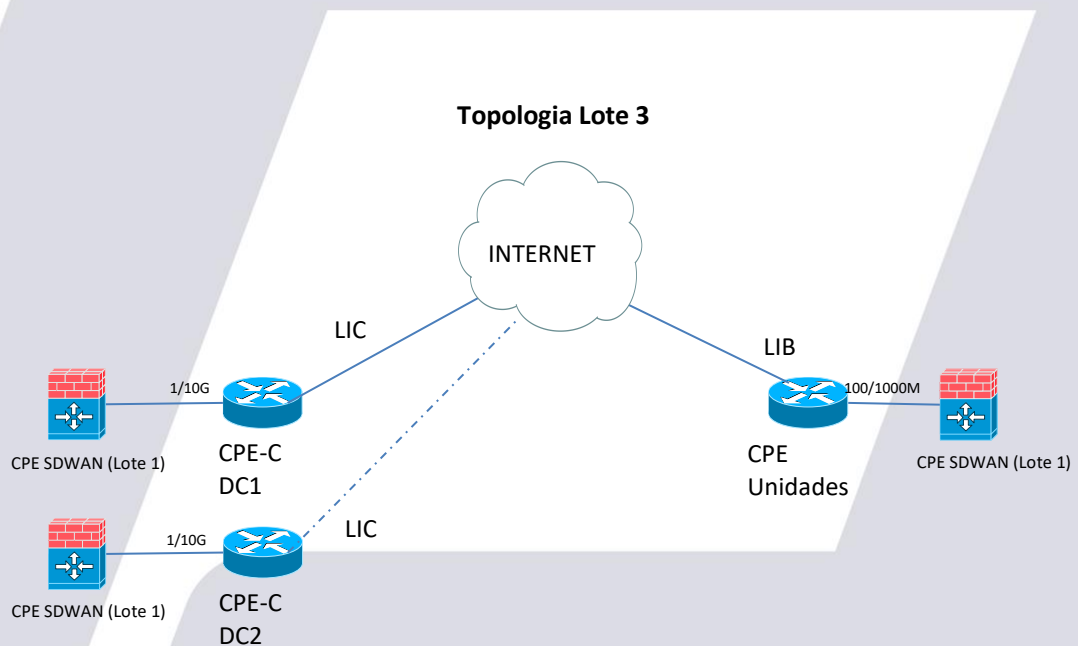 Topologia Lote 3
INTERNET
LIC
LIB
1/10G
100/1000M
CPE SDWAN (Lote 1)
CPE-C
DC1
CPE
Unidades
CPE SDWAN (Lote 1)
LIC
1/10G
CPE SDWAN (Lote 1)
CPE-C
DC2